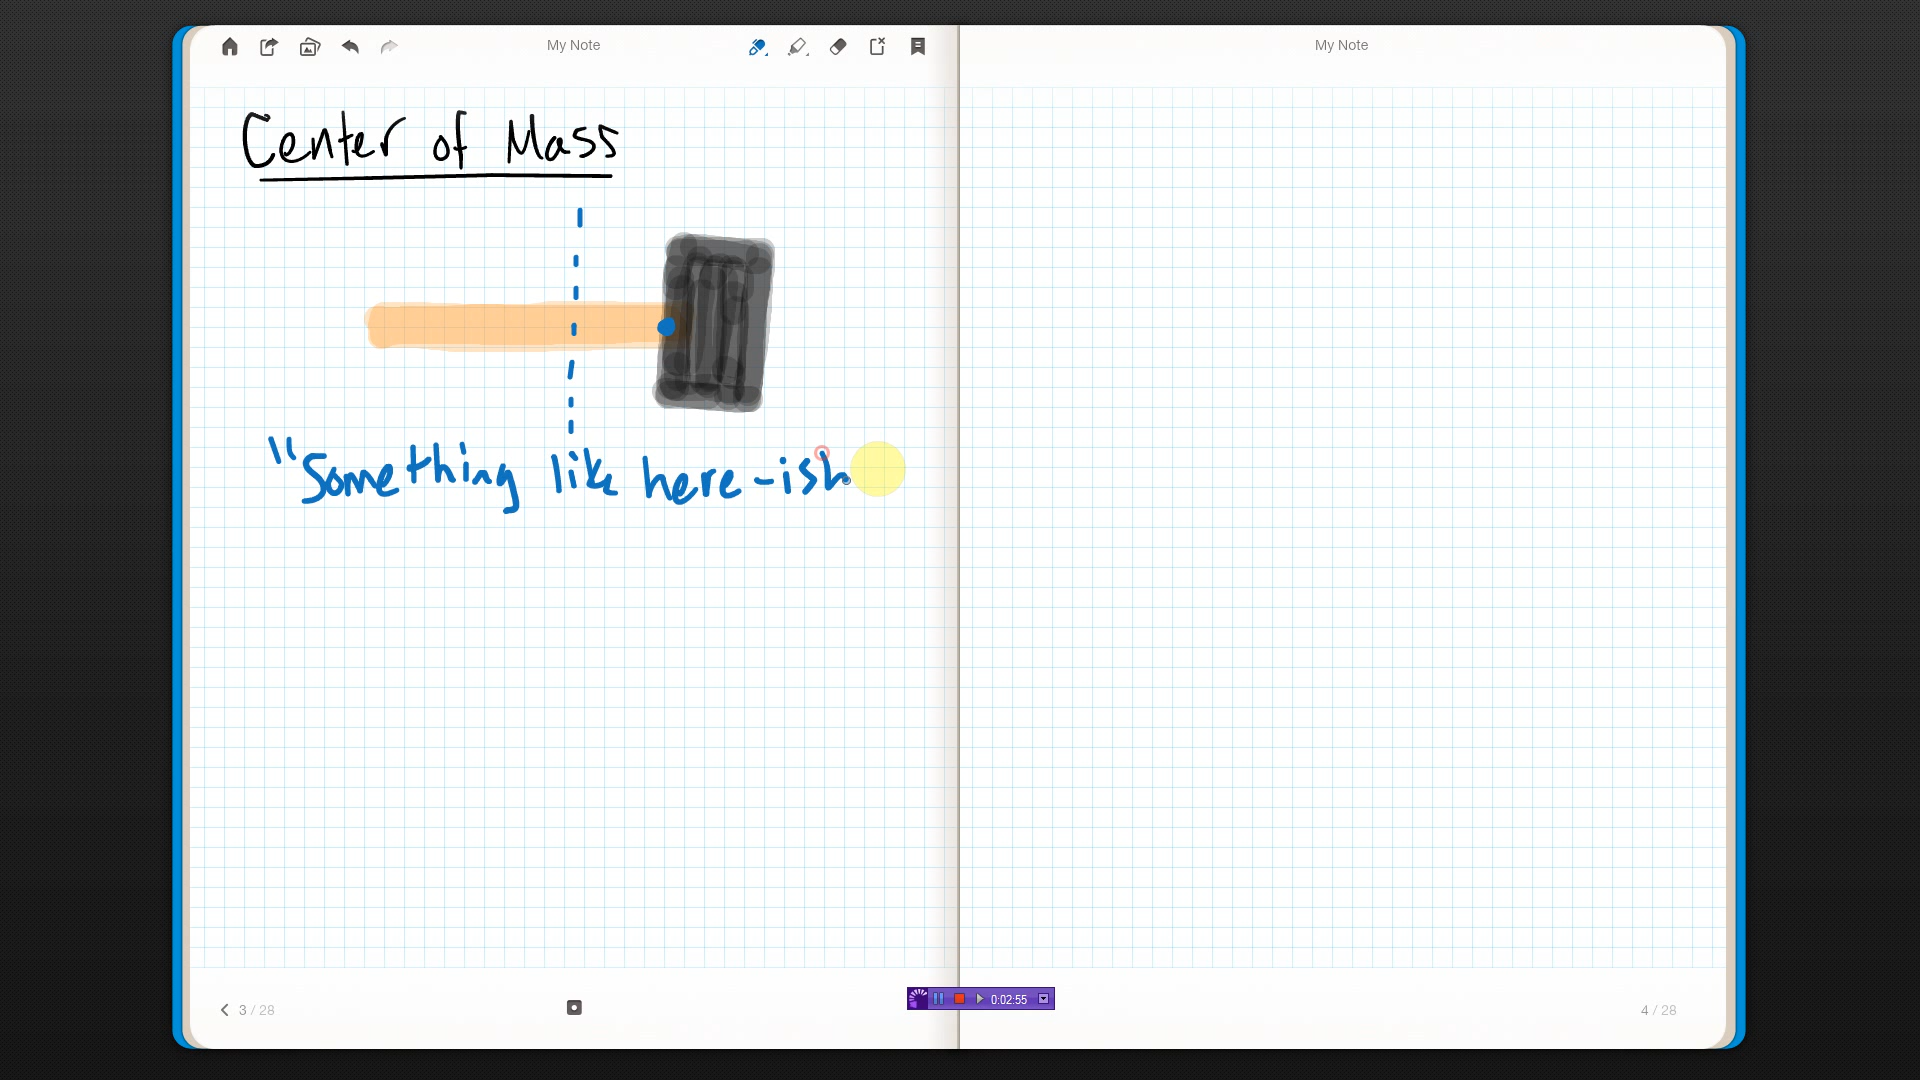 My Note
My Note
Center of Mass
"Something like here-ish
3 / 28
0:02:55
4 / 28